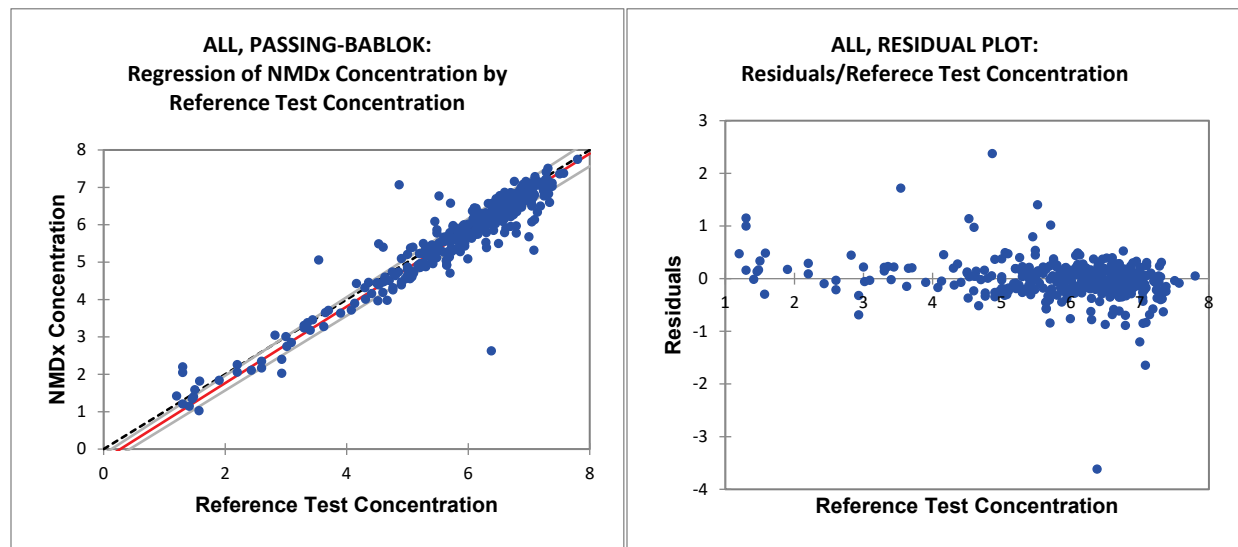 ALL, PASSING-BABLOK:
Regression of NMDx Concentration by
Reference Test Concentration
8
7
6
5
4
3
2
1
0
0 2 4 6 8
NMDx Concentration
Reference Test Concentration
ALL, RESIDUAL PLOT:
Residuals/Referece Test Concentration
3
2
1
0
-1
-2
-3
-4
1 2 3 4 5 6 7 8
Residuals
Reference Test Concentration